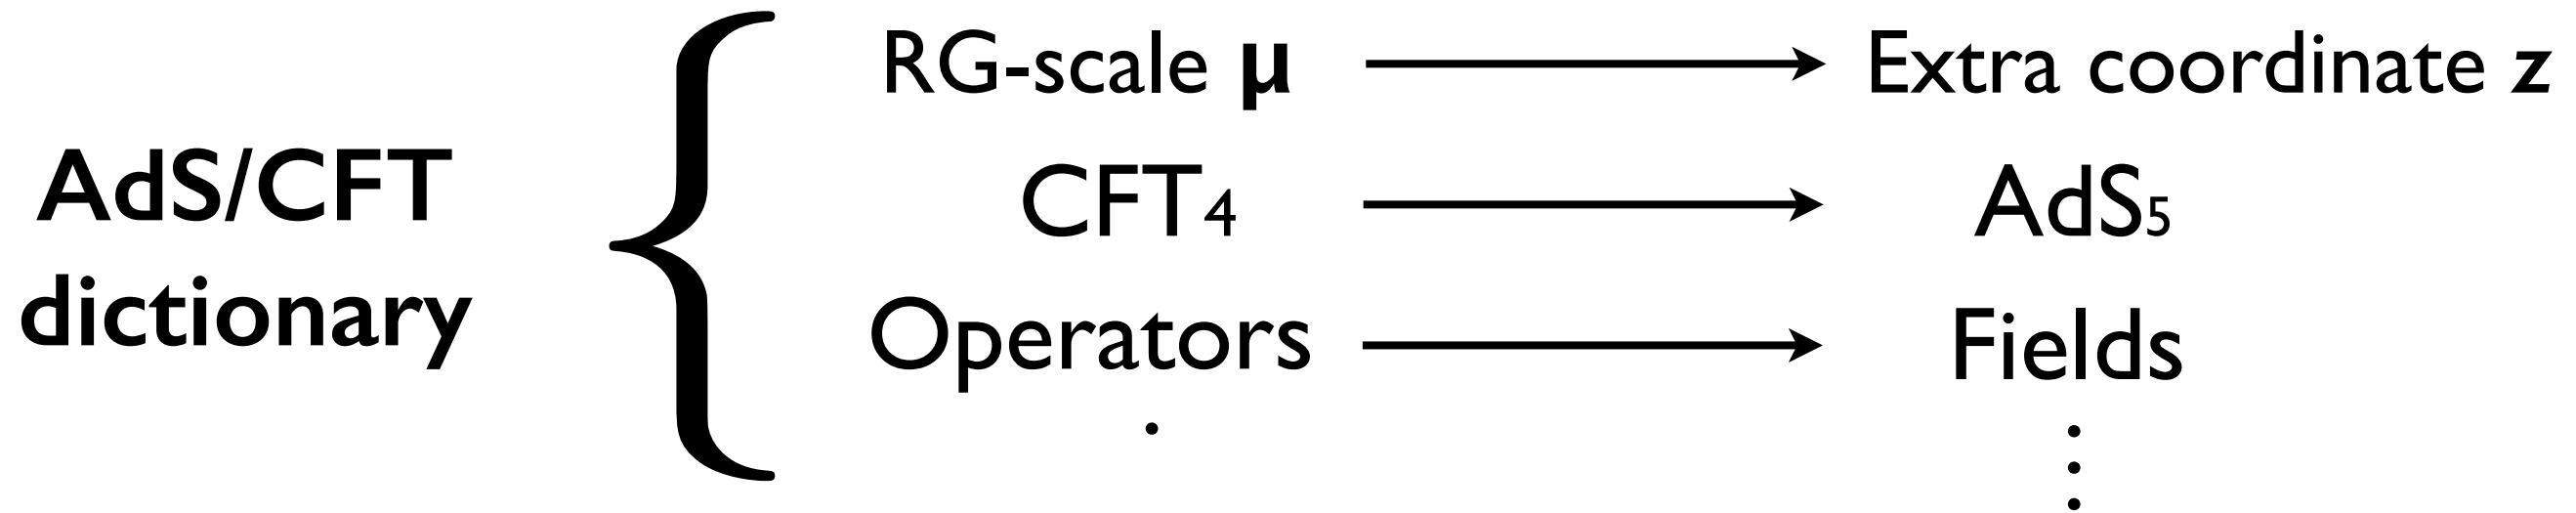 AdS/CFT
dictionary
RG-scale μ Extra coordinate z
CFT4 AdS5
Operators Fields